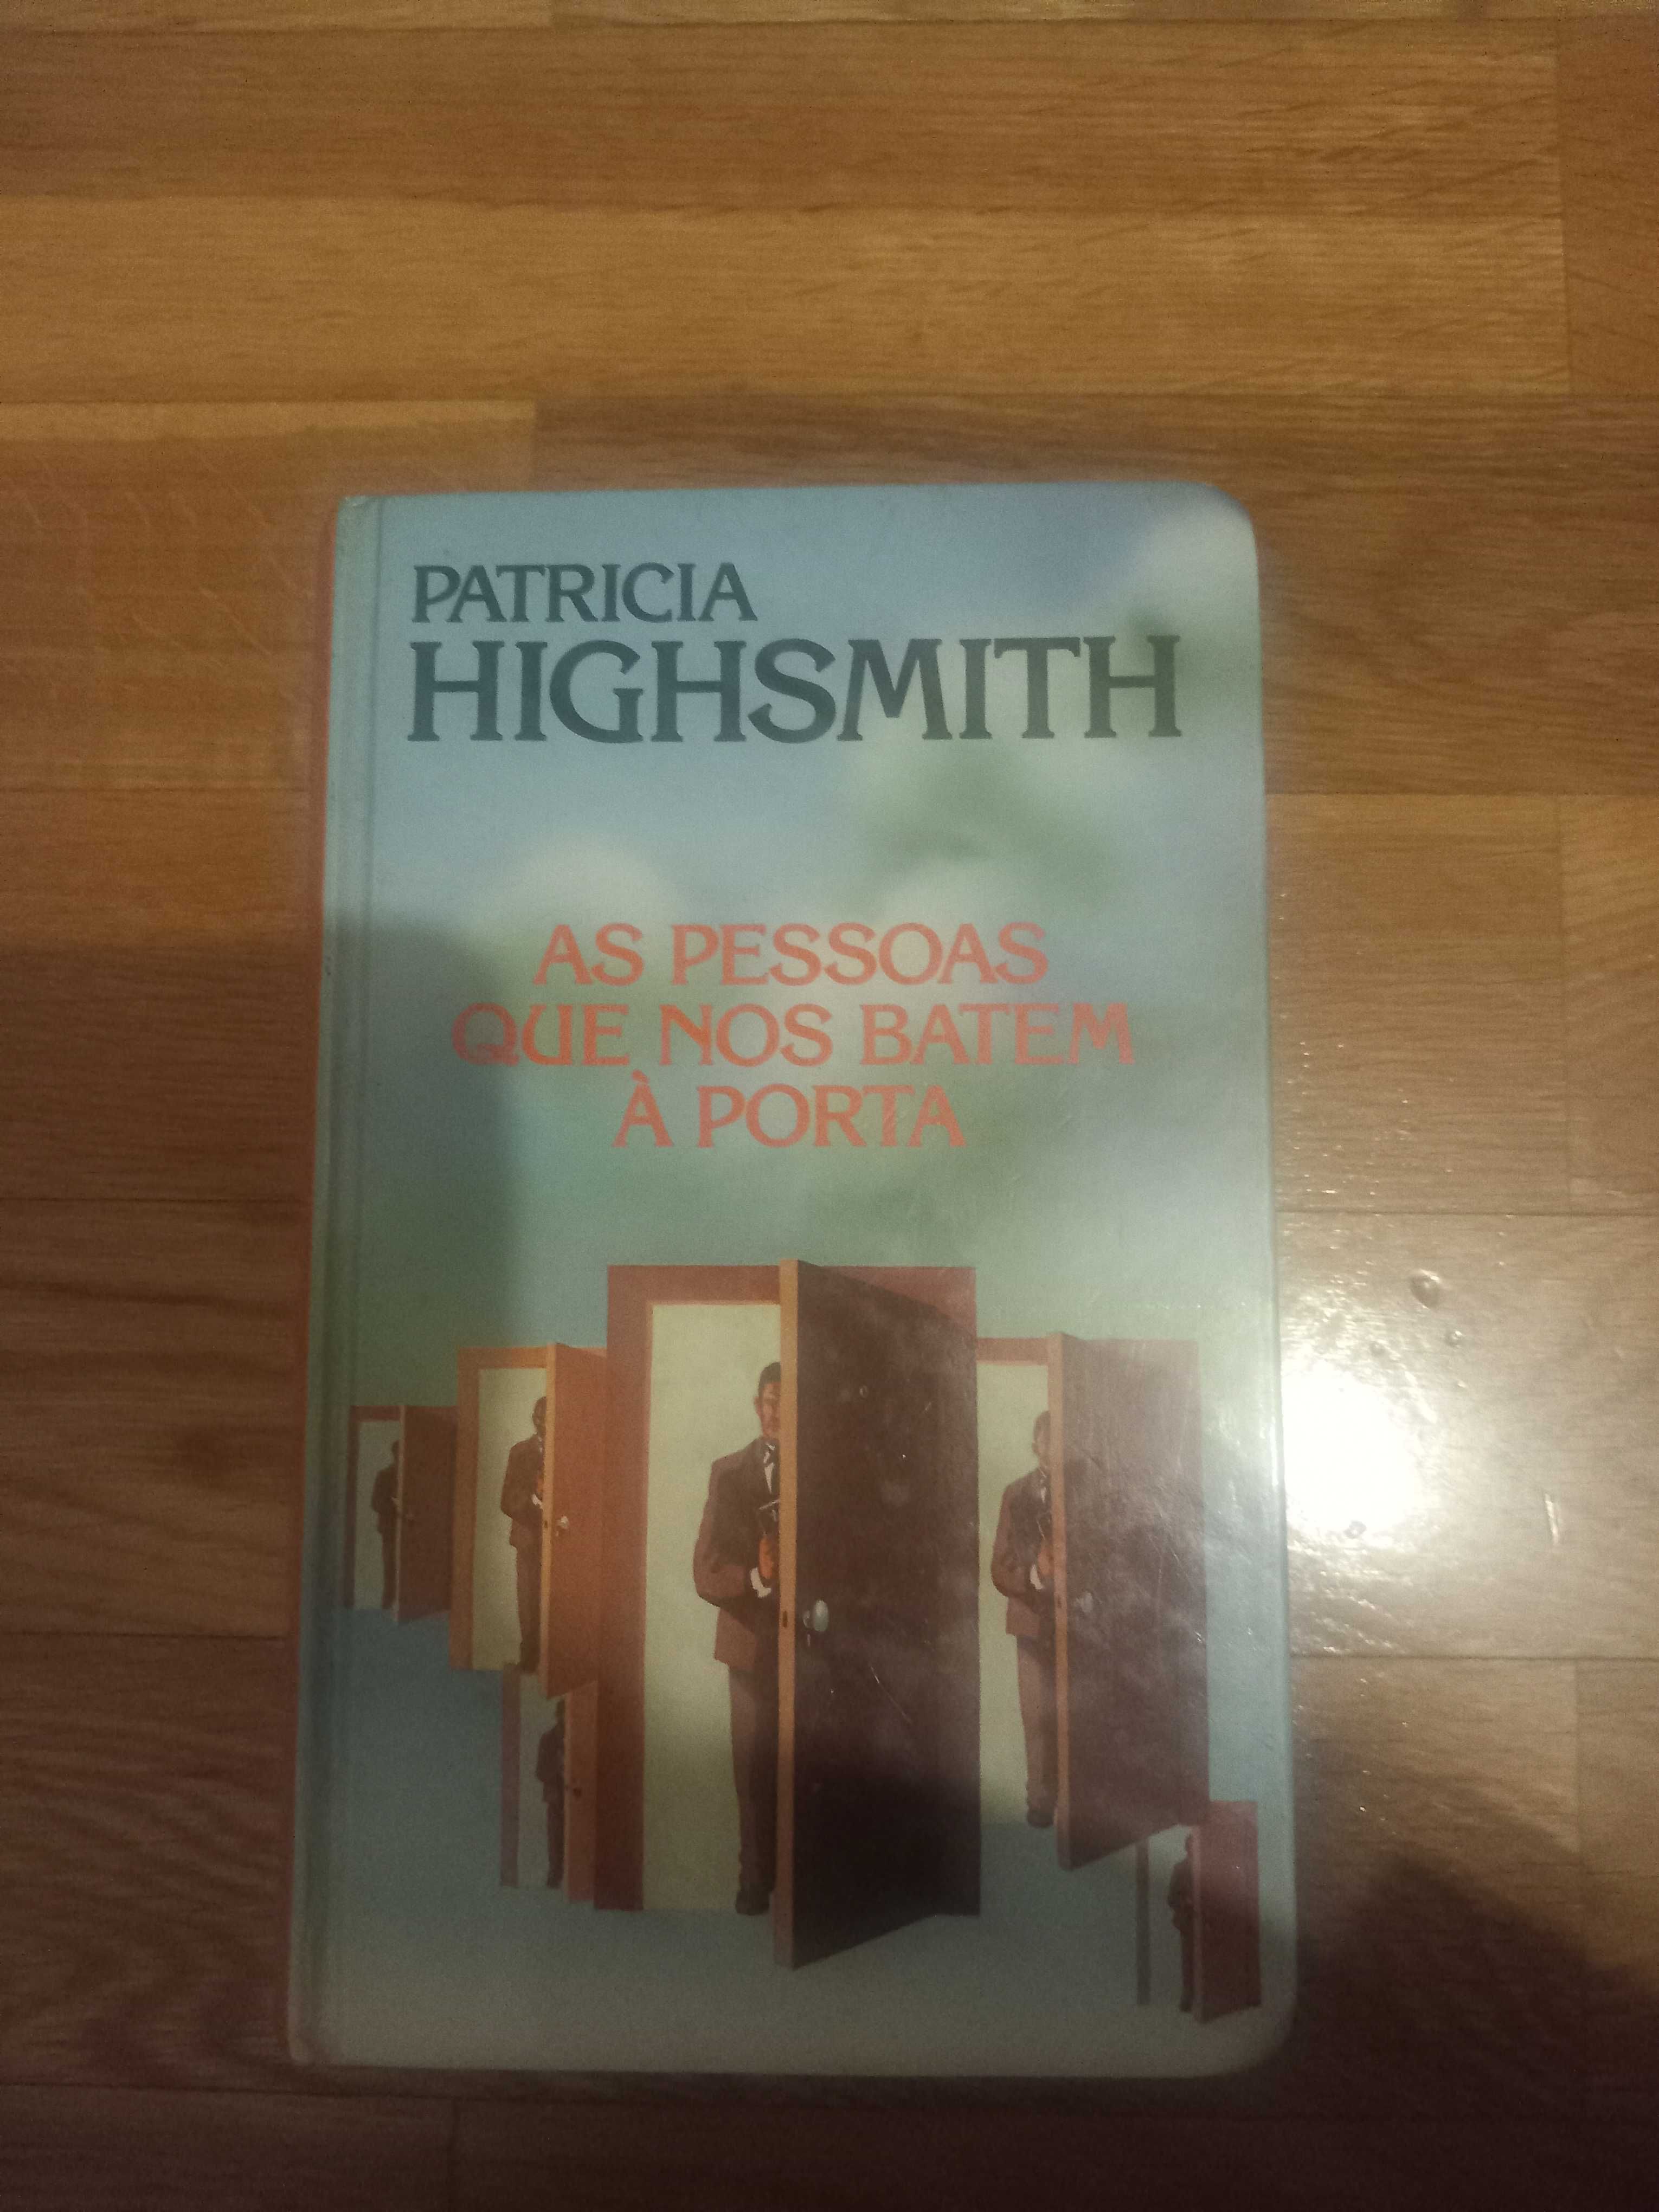 PATRICIA
HIGHSMITH
AS PESSOAS
QUE NOS BATEM
À PORTA